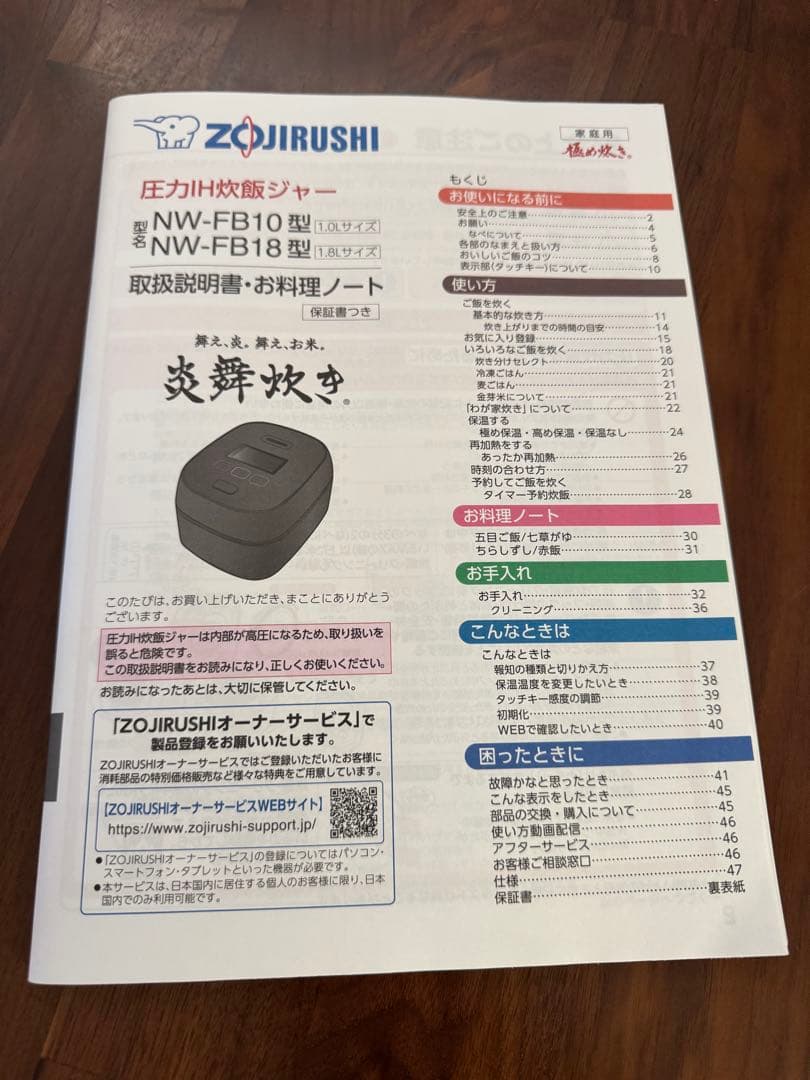 ZOJIRUSHI
家庭用
極め炊き®
圧力IH炊飯ジャー
型名
NW-FB10型 1.0Lサイズ
NW-FB18型 1.8Lサイズ
取扱説明書・お料理ノート
保証書つき
舞え、炎。舞え、お米。
炎舞炊き®
このたびは、お買い上げいただき、まことにありがとう
ございます。
圧力IH炊飯ジャーは内部が高圧になるため、取り扱いを
誤ると危険です。
この取扱説明書をお読みになり、正しくお使いください。
お読みになったあとは、大切に保管してください。
「ZOJIRUSHIオーナーサービス」で
製品登録をお願いいたします。
ZOJIRUSHIオーナーサービスではご登録いただいたお客様に
消耗部品の特別価格販売など様々な特典をご用意しています。
【ZOJIRUSHIオーナーサービスWEBサイト】
https://www.zojirushi-support.jp/
●「ZOJIRUSHIオーナーサービス」の登録についてはパソコン・
スマートフォン・タブレットといった機器が必要です。
●本サービスは、日本国内に居住する個人のお客様に限り、日本
国内でのみ利用可能です。
もくじ
お使いになる前に
安全上のご注意 2
お願い 4
なべについて 5
各部のなまえと扱い方 6
おいしいご飯のコツ 8
表示部(タッチキー)について 10
使い方
ご飯を炊く
基本的な炊き方 11
炊き上がりまでの時間の目安 14
お気に入り登録 15
いろいろなご飯を炊く 18
炊き分けセレクト 20
冷凍ごはん 21
麦ごはん 21
金芽米について 21
「わが家炊き」について 22
保温する
極め保温・高め保温・保温なし 24
再加熱をする
あったか再加熱 26
時刻の合わせ方 27
予約してご飯を炊く
タイマー予約炊飯 28
お料理ノート
五目ご飯/七草がゆ 30
ちらしずし/赤飯 31
お手入れ
お手入れ 32
クリーニング 36
こんなときは
こんなときは
報知の種類と切りかえ方 37
保温温度を変更したいとき 38
タッチキー感度の調節 39
初期化 39
WEBで確認したいとき 40
困ったときに
故障かなと思ったとき 41
こんな表示をしたとき 45
部品の交換・購入について 45
使い方動画配信 46
アフターサービス 46
お客様ご相談窓口 46
仕様 47
保証書 裏表紙